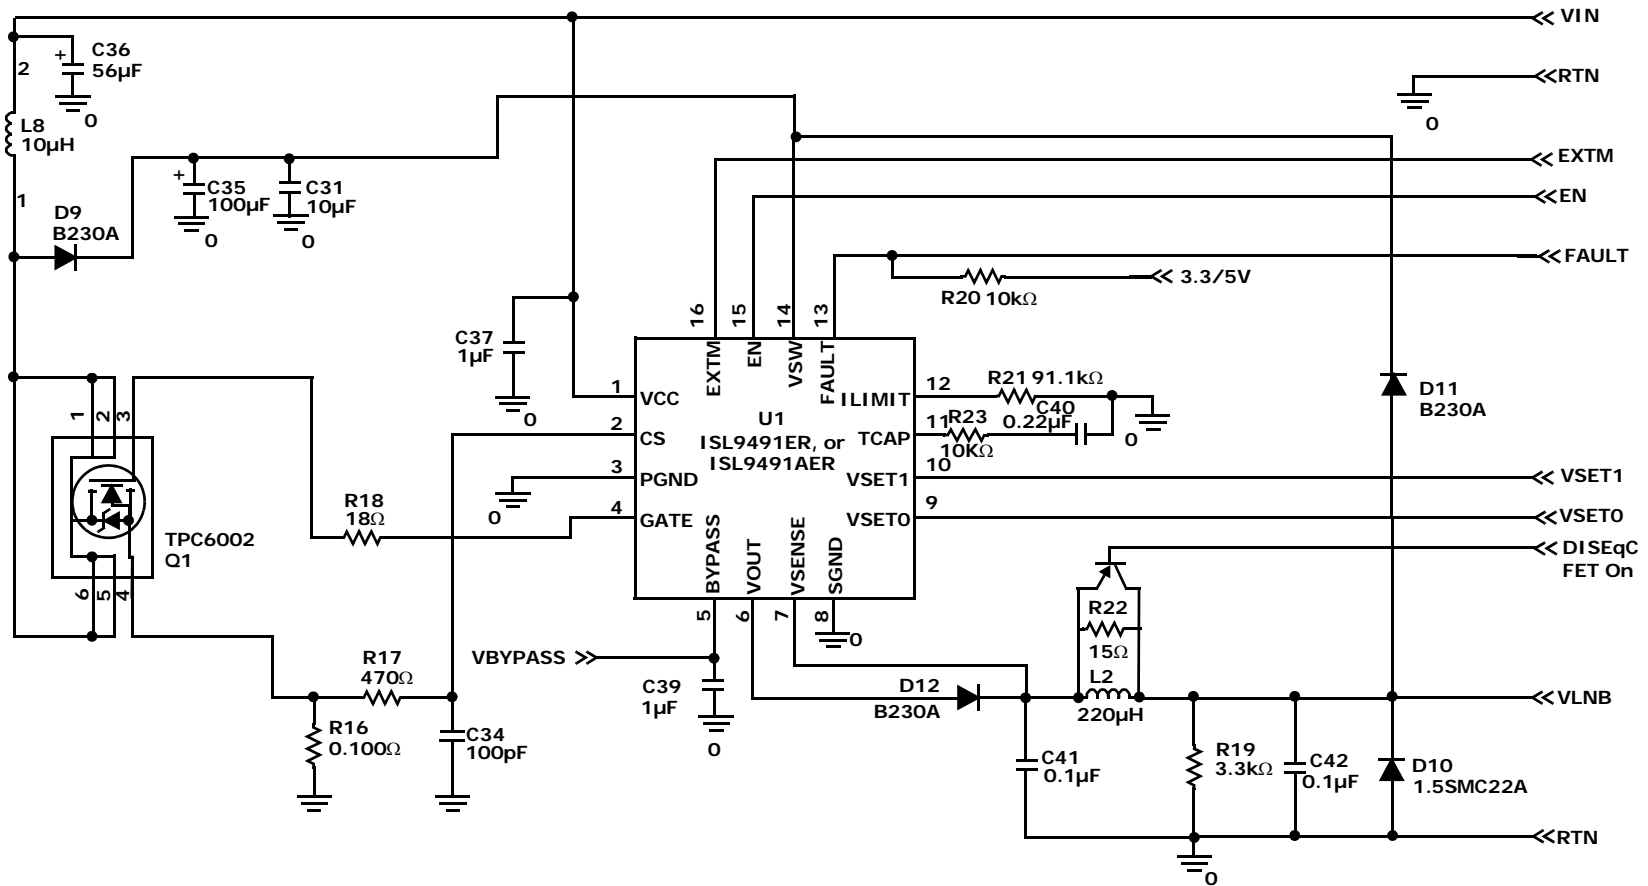 VIN
C36
56µF
+
2
0
RTN
0
L8
10µH
EXTM
1
+
C35
100µF
0
C31
10µF
0
EN
D9
B230A
FAULT
3.3/5V
R20 10kΩ
16
15
14
13
C37
1µF
0
EXTM
EN
VSW
FAULT
1
VCC
ILIMIT
12
R21 91.1kΩ
D11
B230A
2
CS
U1
ISL9491ER, or
ISL9491AER
TCAP
11
R23
10KΩ
C40
0.22µF
0
1
2
3
3
PGND
0
VSET1
10
VSET1
R18
18Ω
4
GATE
VSET0
9
VSET0
TPC6002
Q1
BYPASS
VOUT
VSENSE
SGND
DISEqC
FET On
6
5
4
5
6
7
8
0
R22
15Ω
VBYPASS
R17
470Ω
C39
1µF
0
D12
B230A
L2
220µH
VLNB
R16
0.100Ω
C34
100pF
C41
0.1µF
R19
3.3kΩ
C42
0.1µF
D10
1.5SMC22A
RTN
0